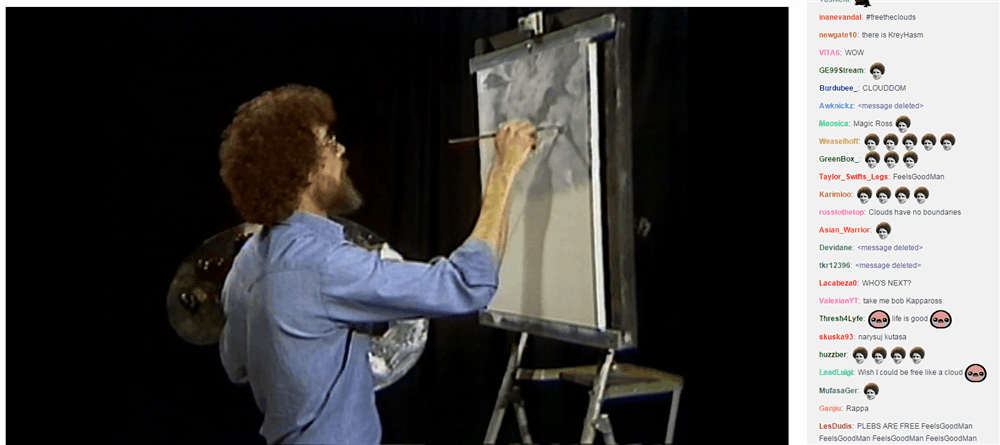 inanevandal: #freetheclouds
newgate10: there is KreyHasm
VITA6: WOW
GE99Stream:
Burdubee_: CLOUDDOM
Awknickz: <message deleted>
Maosica: Magic Ross
Weaselhoff:
GreenBox_:
Taylor_Swifts_Legs: FeelsGoodMan
Karimloo:
rosstothetop: Clouds have no boundaries
Asian_Warrior:
Devidane: <message deleted>
tkr12396: <message deleted>
Lacabeza0: WHO'S NEXT?
ValexianYT: take me bob Kappaross
Thresh4Lyfe: life is good
skuska93: narysuj kutasa
huzzber:
LeadLuigi: Wish I could be free like a cloud
MufasaGer:
Ganjiu: Rappa
LesDudis: PLEBS ARE FREE FeelsGoodMan
FeelsGoodMan FeelsGoodMan FeelsGoodMan